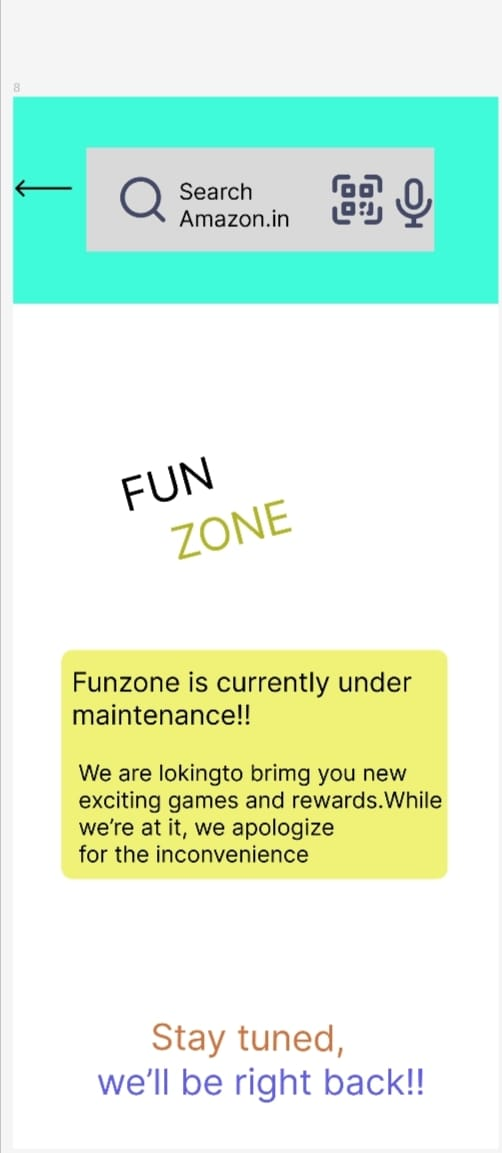 8
Search
Amazon.in
FUN
ZONE
Funzone is currently under
maintenance!!
We are lokingto brimg you new
exciting games and rewards.While
we’re at it, we apologize
for the inconvenience
Stay tuned,
we’ll be right back!!